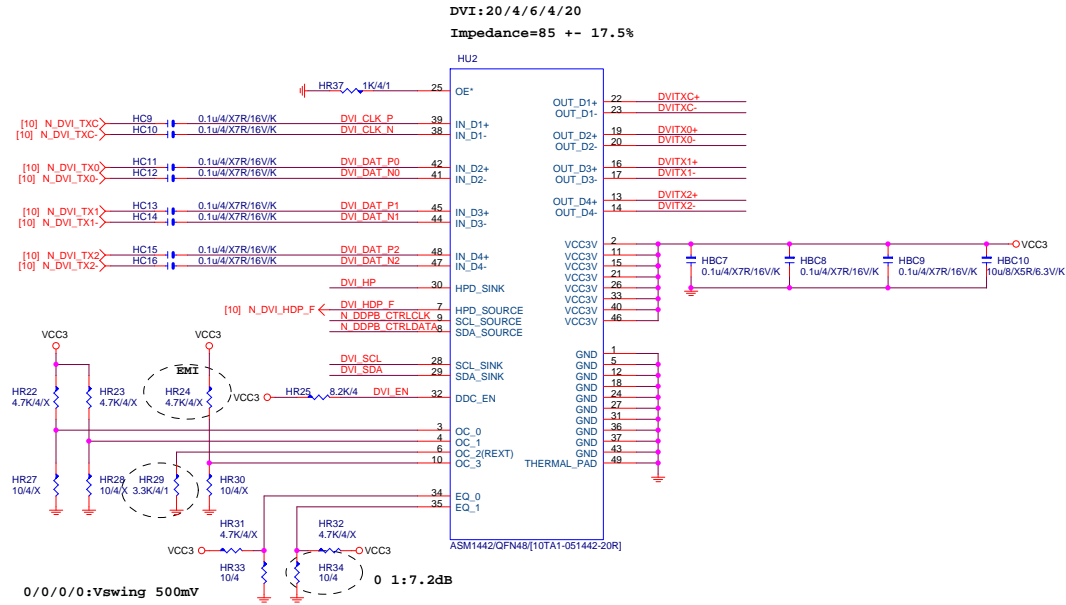 DVI:20/4/6/4/20
Impedance=85 +- 17.5%
HU2
HR37 1K/4/1 25 OE*
OUT_D1+ 22 DVITXC+
OUT_D1- 23 DVITXC-
[10] N_DVI_TXC HC9 0.1u/4/X7R/16V/K DVI_CLK_P 39 IN_D1+
[10] N_DVI_TXC- HC10 0.1u/4/X7R/16V/K DVI_CLK_N 38 IN_D1-
OUT_D2+ 19 DVITX0+
OUT_D2- 20 DVITX0-
[10] N_DVI_TX0 HC11 0.1u/4/X7R/16V/K DVI_DAT_P0 42 IN_D2+
[10] N_DVI_TX0- HC12 0.1u/4/X7R/16V/K DVI_DAT_N0 41 IN_D2-
OUT_D3+ 16 DVITX1+
OUT_D3- 17 DVITX1-
[10] N_DVI_TX1 HC13 0.1u/4/X7R/16V/K DVI_DAT_P1 45 IN_D3+
[10] N_DVI_TX1- HC14 0.1u/4/X7R/16V/K DVI_DAT_N1 44 IN_D3-
OUT_D4+ 13 DVITX2+
OUT_D4- 14 DVITX2-
[10] N_DVI_TX2 HC15 0.1u/4/X7R/16V/K DVI_DAT_P2 48 IN_D4+
[10] N_DVI_TX2- HC16 0.1u/4/X7R/16V/K DVI_DAT_N2 47 IN_D4-
VCC3V 2 VCC3
VCC3V 11
VCC3V 15
VCC3V 21
VCC3V 26
VCC3V 33
VCC3V 40
VCC3V 46
HBC7 HBC8 HBC9 HBC10
0.1u/4/X7R/16V/K 0.1u/4/X7R/16V/K 0.1u/4/X7R/16V/K 10u/8/X5R/6.3V/K
DVI_HP 30 HPD_SINK
[10] N_DVI_HDP_F DVI_HDP_F 7 HPD_SOURCE
N_DDPB_CTRLCLK 9 SCL_SOURCE
N_DDPB_CTRLDATA 8 SDA_SOURCE
DVI_SCL 28 SCL_SINK
DVI_SDA 29 SDA_SINK
VCC3 HR25 8.2K/4 DVI_EN 32 DDC_EN
GND 1
GND 5
GND 12
GND 18
GND 24
GND 27
GND 31
GND 36
GND 37
GND 43
THERMAL_PAD 49
VCC3 VCC3
EMI
HR22 HR23 HR24
4.7K/4/X 4.7K/4/X 4.7K/4/X
3 OC_0
4 OC_1
6 OC_2(REXT)
10 OC_3
HR27 HR28 HR29 HR30
10/4/X 10/4/X 3.3K/4/1 10/4/X
34 EQ_0
35 EQ_1
HR31 HR32
4.7K/4/X 4.7K/4/X
VCC3 VCC3
ASM1442/QFN48/[10TA1-051442-20R]
HR33 HR34
10/4 10/4
0 1:7.2dB
0/0/0/0:Vswing 500mV